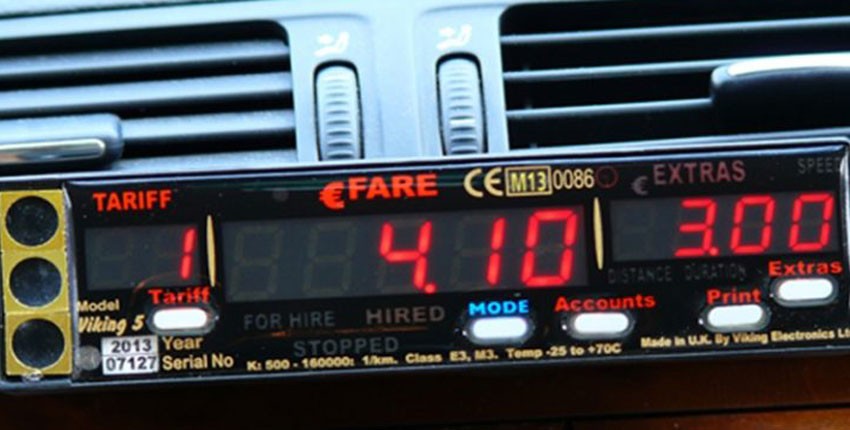 TARIFF €FARE CE M13 0086 € EXTRAS SPEED
1 4.10 3.00
DISTANCE DURATION
Model Tariff MODE Accounts Print Extras
Viking 5 FOR HIRE HIRED
2013 Year STOPPED
07127 Serial No K: 500 - 160000: 1/km. Class E3, M3. Temp -25 to +70C Made in U.K. By Viking Electronics Lt